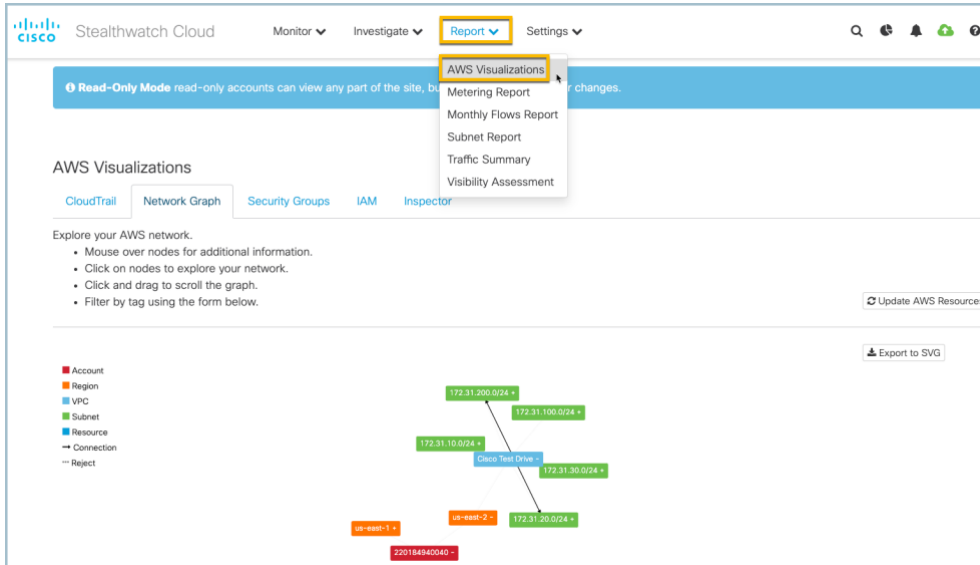 CISCO Stealthwatch Cloud Monitor Investigate Report Settings
AWS Visualizations
Metering Report
Monthly Flows Report
Subnet Report
Traffic Summary
Visibility Assessment
Read-Only Mode read-only accounts can view any part of the site, bu r changes.
AWS Visualizations
CloudTrail Network Graph Security Groups IAM Inspector
Explore your AWS network.
• Mouse over nodes for additional information.
• Click on nodes to explore your network.
• Click and drag to scroll the graph.
• Filter by tag using the form below.
Update AWS Resources
Export to SVG
Account
Region
VPC
Subnet
Resource
Connection
Reject
172.31.200.0/24 +
172.31.100.0/24 +
172.31.10.0/24 +
Cisco Test Drive -
172.31.30.0/24 +
us-east-2 -
172.31.20.0/24 +
us-east-1 +
220184940040 -